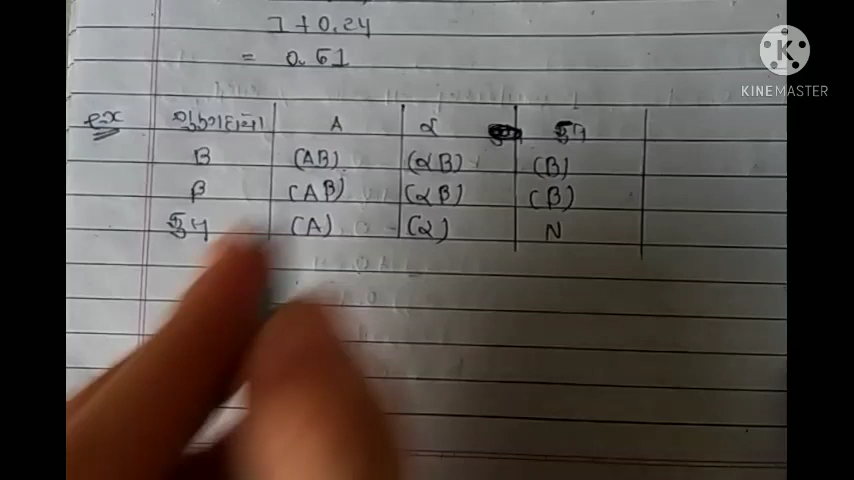 1 + 0.24
= 0.61
K
KINEMASTER
ex ગુણધર્મો A α કુલ
B (AB) (αB) (B)
β (Aβ) (αβ) (β)
કુલ (A) (α) N